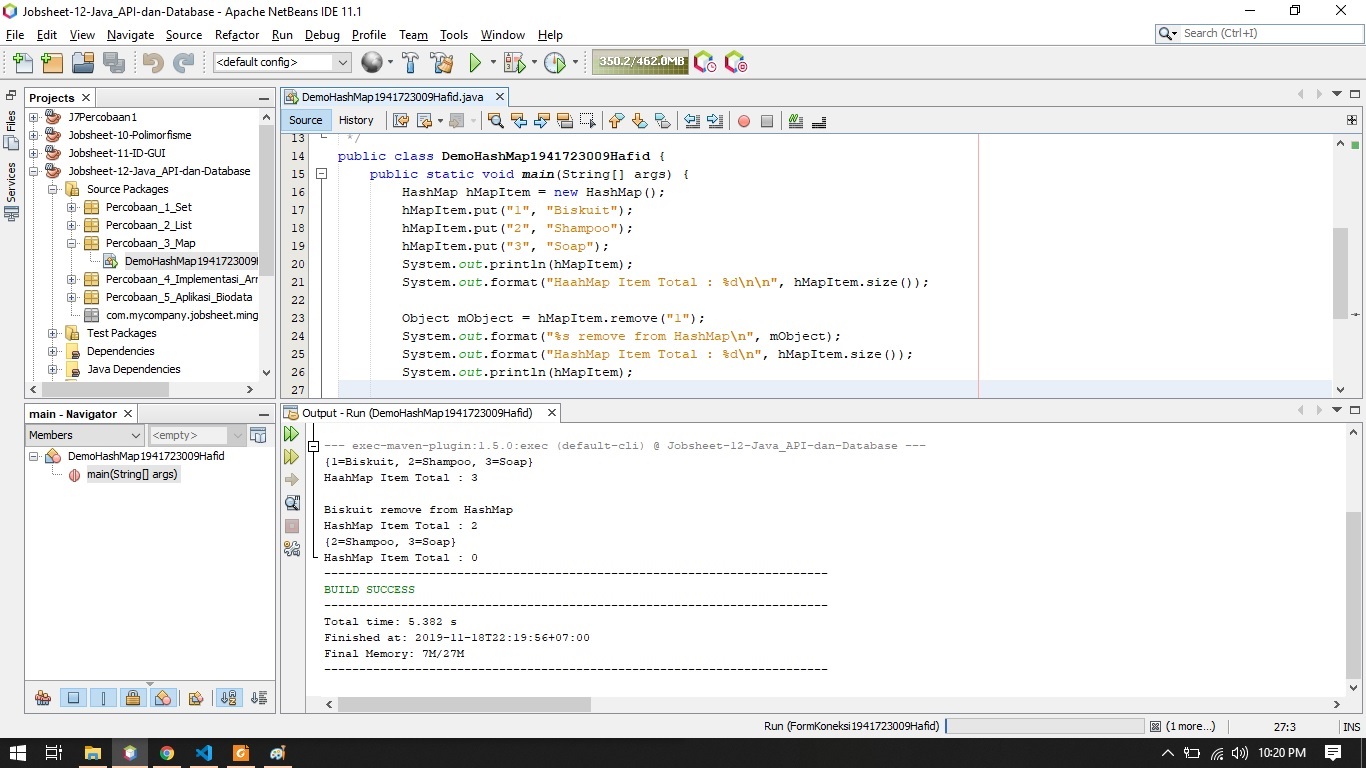 Jobsheet-12-Java_API-dan-Database - Apache NetBeans IDE 11.1
File Edit View Navigate Source Refactor Run Debug Profile Team Tools Window Help
Search (Ctrl+I)
<default config>
350.2/462.0MB
Files
Services
Projects
J7Percobaan1
Jobsheet-10-Polimorfisme
Jobsheet-11-ID-GUI
Jobsheet-12-Java_API-dan-Database
Source Packages
Percobaan_1_Set
Percobaan_2_List
Percobaan_3_Map
DemoHashMap1941723009
Percobaan_4_Implementasi_Arr
Percobaan_5_Aplikasi_Biodata
com.mycompany.jobsheet.ming
Test Packages
Dependencies
Java Dependencies
DemoHashMap1941723009Hafid.java
Source History
13 */
14 public class DemoHashMap1941723009Hafid {
15 public static void main(String[] args) {
16 HashMap hMapItem = new HashMap();
17 hMapItem.put("1", "Biskuit");
18 hMapItem.put("2", "Shampoo");
19 hMapItem.put("3", "Soap");
20 System.out.println(hMapItem);
21 System.out.format("HaahMap Item Total : %d\n\n", hMapItem.size());
22
23 Object mObject = hMapItem.remove("1");
24 System.out.format("%s remove from HashMap\n", mObject);
25 System.out.format("HashMap Item Total : %d\n", hMapItem.size());
26 System.out.println(hMapItem);
27
main - Navigator
Members <empty>
DemoHashMap1941723009Hafid
main(String[] args)
Output - Run (DemoHashMap1941723009Hafid)
--- exec-maven-plugin:1.5.0:exec (default-cli) @ Jobsheet-12-Java_API-dan-Database ---
{1=Biskuit, 2=Shampoo, 3=Soap}
HaahMap Item Total : 3
Biskuit remove from HashMap
HashMap Item Total : 2
{2=Shampoo, 3=Soap}
HashMap Item Total : 0
------------------------------------------------------------------------
BUILD SUCCESS
------------------------------------------------------------------------
Total time: 5.382 s
Finished at: 2019-11-18T22:19:56+07:00
Final Memory: 7M/27M
------------------------------------------------------------------------
Run (FormKoneksi1941723009Hafid) (1 more...) 27:3 INS
10:20 PM